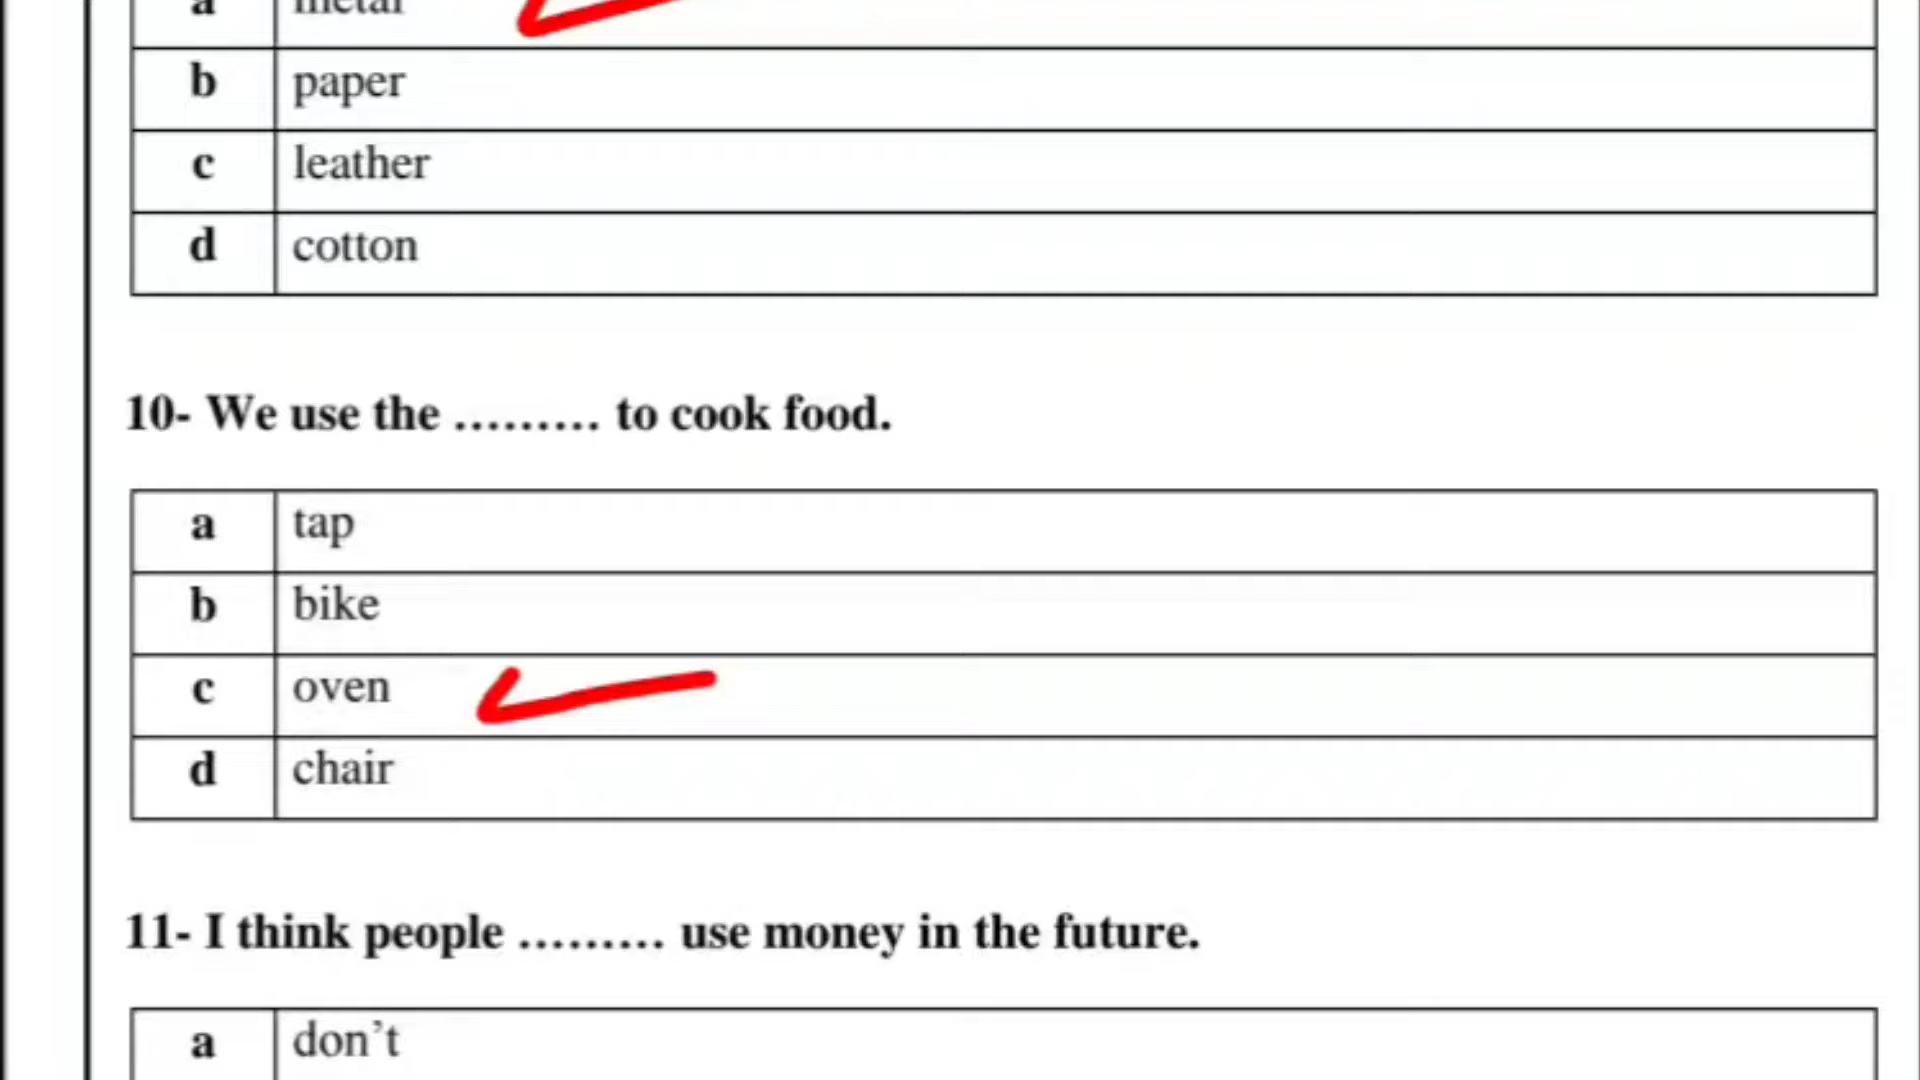 a metal
b paper
c leather
d cotton
10- We use the ......... to cook food.
a tap
b bike
c oven
d chair
11- I think people ......... use money in the future.
a don't